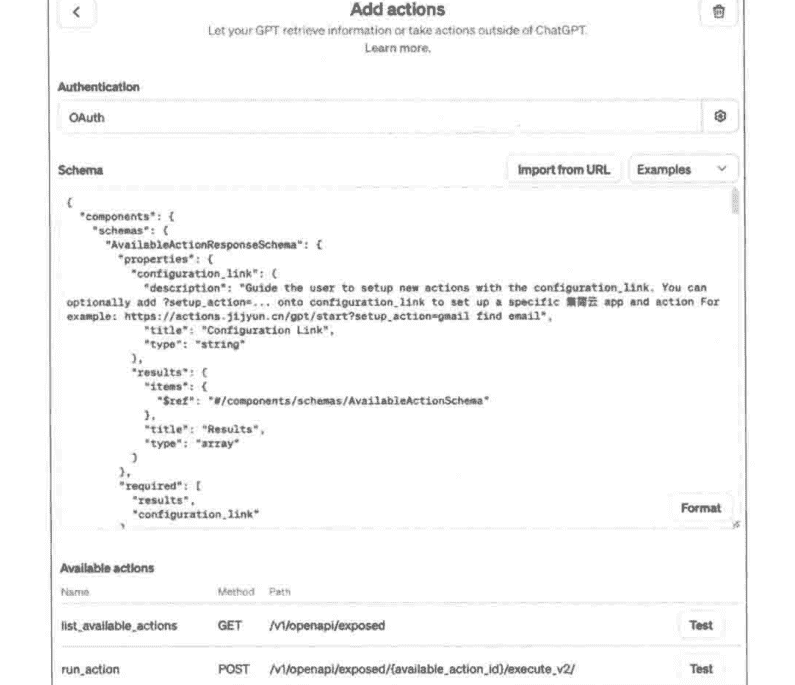 Add actions
Let your GPT retrieve information or take actions outside of ChatGPT.
Learn more.
Authentication
OAuth
Schema
Import from URL
Examples
{
"components": {
"schemas": {
"AvailableActionResponseSchema": {
"properties": {
"configuration_link": {
"description": "Guide the user to setup new actions with the configuration_link. You can
optionally add ?setup_action=... onto configuration_link to set up a specific 集简云 app and action For
example: https://actions.jijyun.cn/gpt/start?setup_action=gmail find email",
"title": "Configuration Link",
"type": "string"
},
"results": {
"items": {
"$ref": "#/components/schemas/AvailableActionSchema"
},
"title": "Results",
"type": "array"
}
},
"required": [
"results",
"configuration_link"
Format
Available actions
Name Method Path
list_available_actions GET /v1/openapi/exposed Test
run_action POST /v1/openapi/exposed/{available_action_id}/execute_v2/ Test